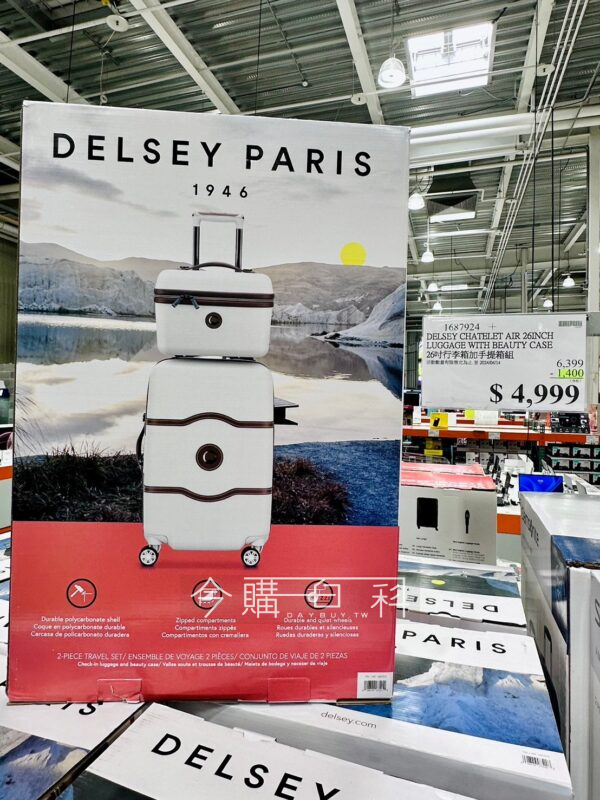 DELSEY PARIS
1946
Durable polycarbonate shell
Coque en polycarbonate durable
Carcasa de policarbonato duradera
Zipped compartments
Compartiments zippés
Compartimentos con cremallera
Durable and quiet wheels
Roues durables et silencieuses
Ruedas duraderas y silenciosas
2-PIECE TRAVEL SET/ ENSEMBLE DE VOYAGE 2 PIÈCES/ CONJUNTO DE VIAJE DE 2 PIEZAS
Check-in luggage and beauty case/ Valise soute et trousse de beauté/ Maleta de bodega y neceser de viaje
今購百科
DAYBUY.TW
1687924 +
DELSEY CHATELET AIR 26INCH
LUGGAGE WITH BEAUTY CASE
26吋行李箱加手提箱組
6,399
- 1,400
$ 4,999
PARIS
delsey.com
DELSEY